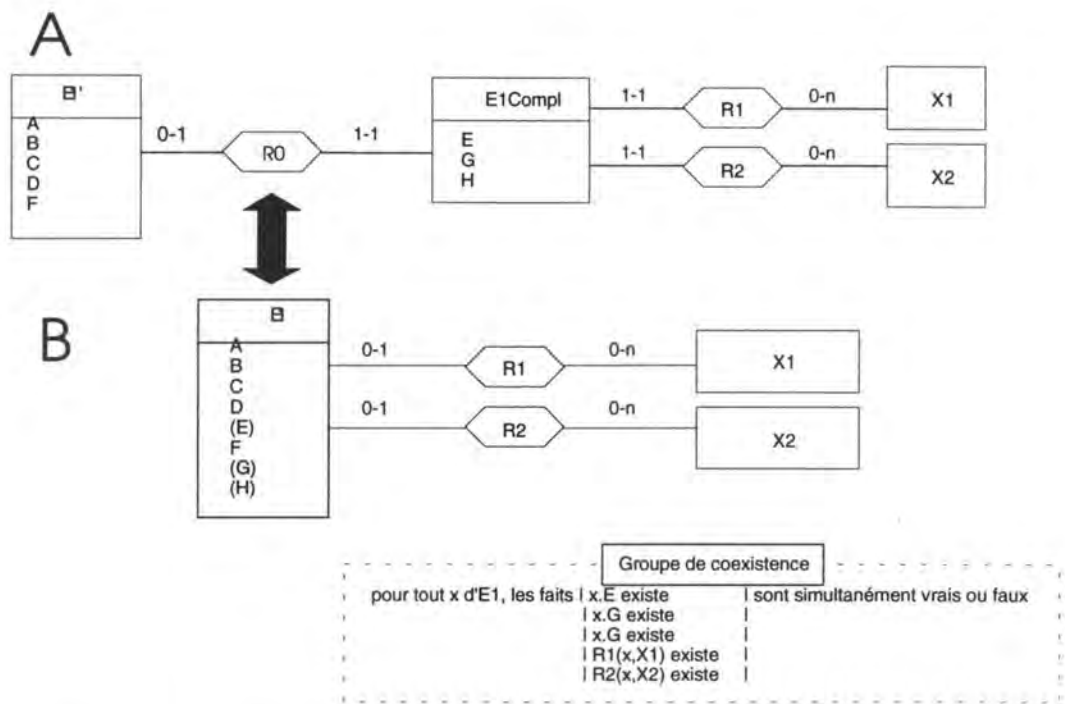 A
E1Compl
A
B
C
D
F
0-1
R0
1-1
E
G
H
1-1
R1
0-n
X1
1-1
R2
0-n
X2
B
A
B
C
D
(E)
F
(G)
(H)
0-1
R1
0-n
X1
0-1
R2
0-n
X2
Groupe de coexistence
pour tout x d'E1, les faits | x.E existe | sont simultanément vrais ou faux
| x.G existe |
| x.G existe |
| R1(x,X1) existe |
| R2(x,X2) existe |